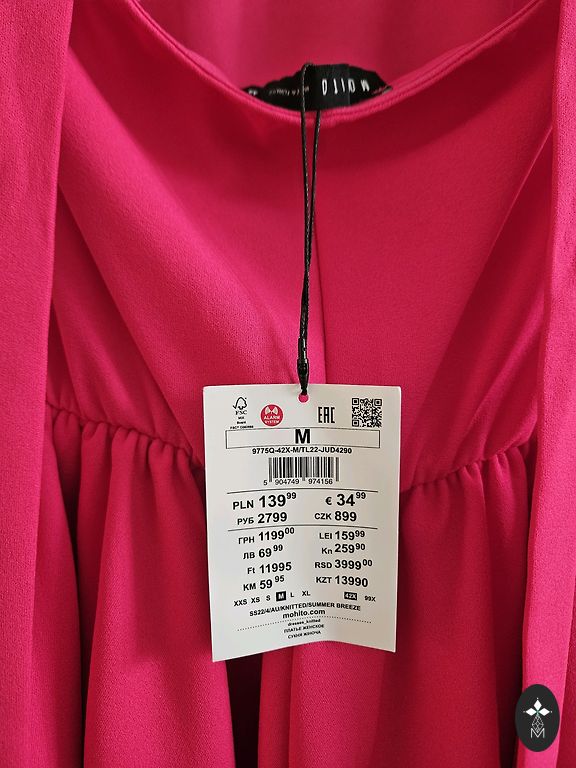 MOHITO
FSC
MIX
Board
ALARM
SYSTEM
EAC
M
9775Q-42X-M/TL22-JUD4290
5 904749 974156
PLN 139 99 € 34 99
РУБ 2799 CZK 899
ГРН 1199 00 LEI 159 99
ЛВ 69 99 Kn 259 90
Ft 11995 RSD 3999 00
KM 59 95 KZT 13990
XXS XS S M L XL 42X 99X
SS22/4/AU/KNITTED/SUMMER BREEZE
mohito.com
dresses_knitted
ПЛАТЬЕ ЖЕНСКОЕ
СУКНЯ ЖІНОЧА
M